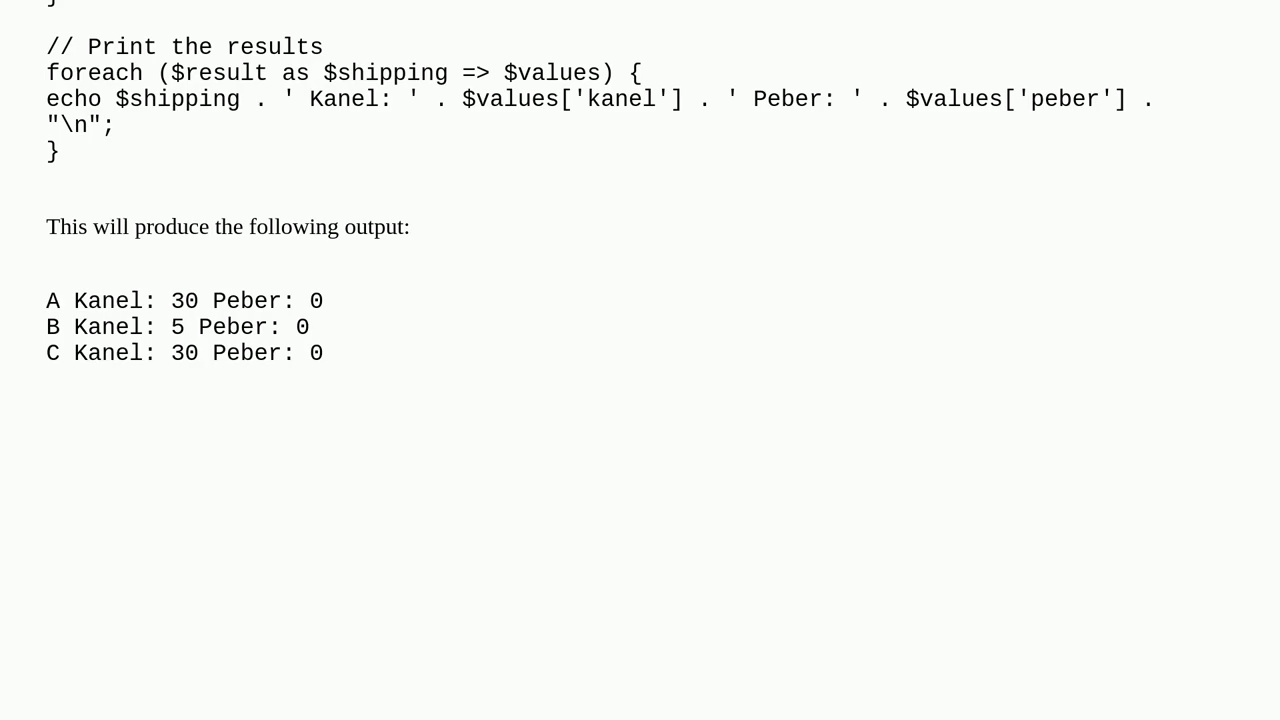 }
// Print the results
foreach ($result as $shipping => $values) {
echo $shipping . ' Kanel: ' . $values['kanel'] . ' Peber: ' . $values['peber'] .
"\n";
}
This will produce the following output:
A Kanel: 30 Peber: 0
B Kanel: 5 Peber: 0
C Kanel: 30 Peber: 0